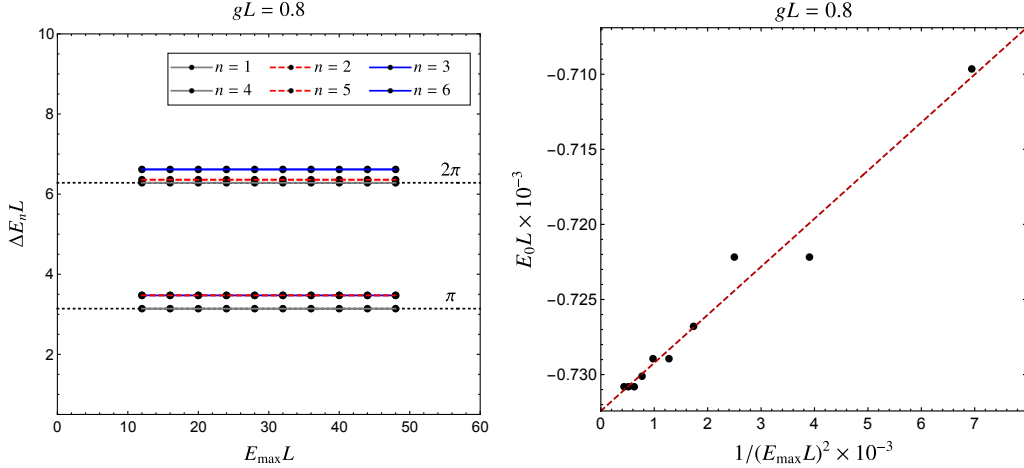 gL = 0.8
10
8
6
4
2
0
10
20
30
40
50
60
ΔEₙL
E_max L
n = 1
n = 2
n = 3
n = 4
n = 5
n = 6
2π
π
gL = 0.8
−0.710
−0.715
−0.720
−0.725
−0.730
0
1
2
3
4
5
6
7
E₀L × 10⁻³
1/(E_max L)² × 10⁻³